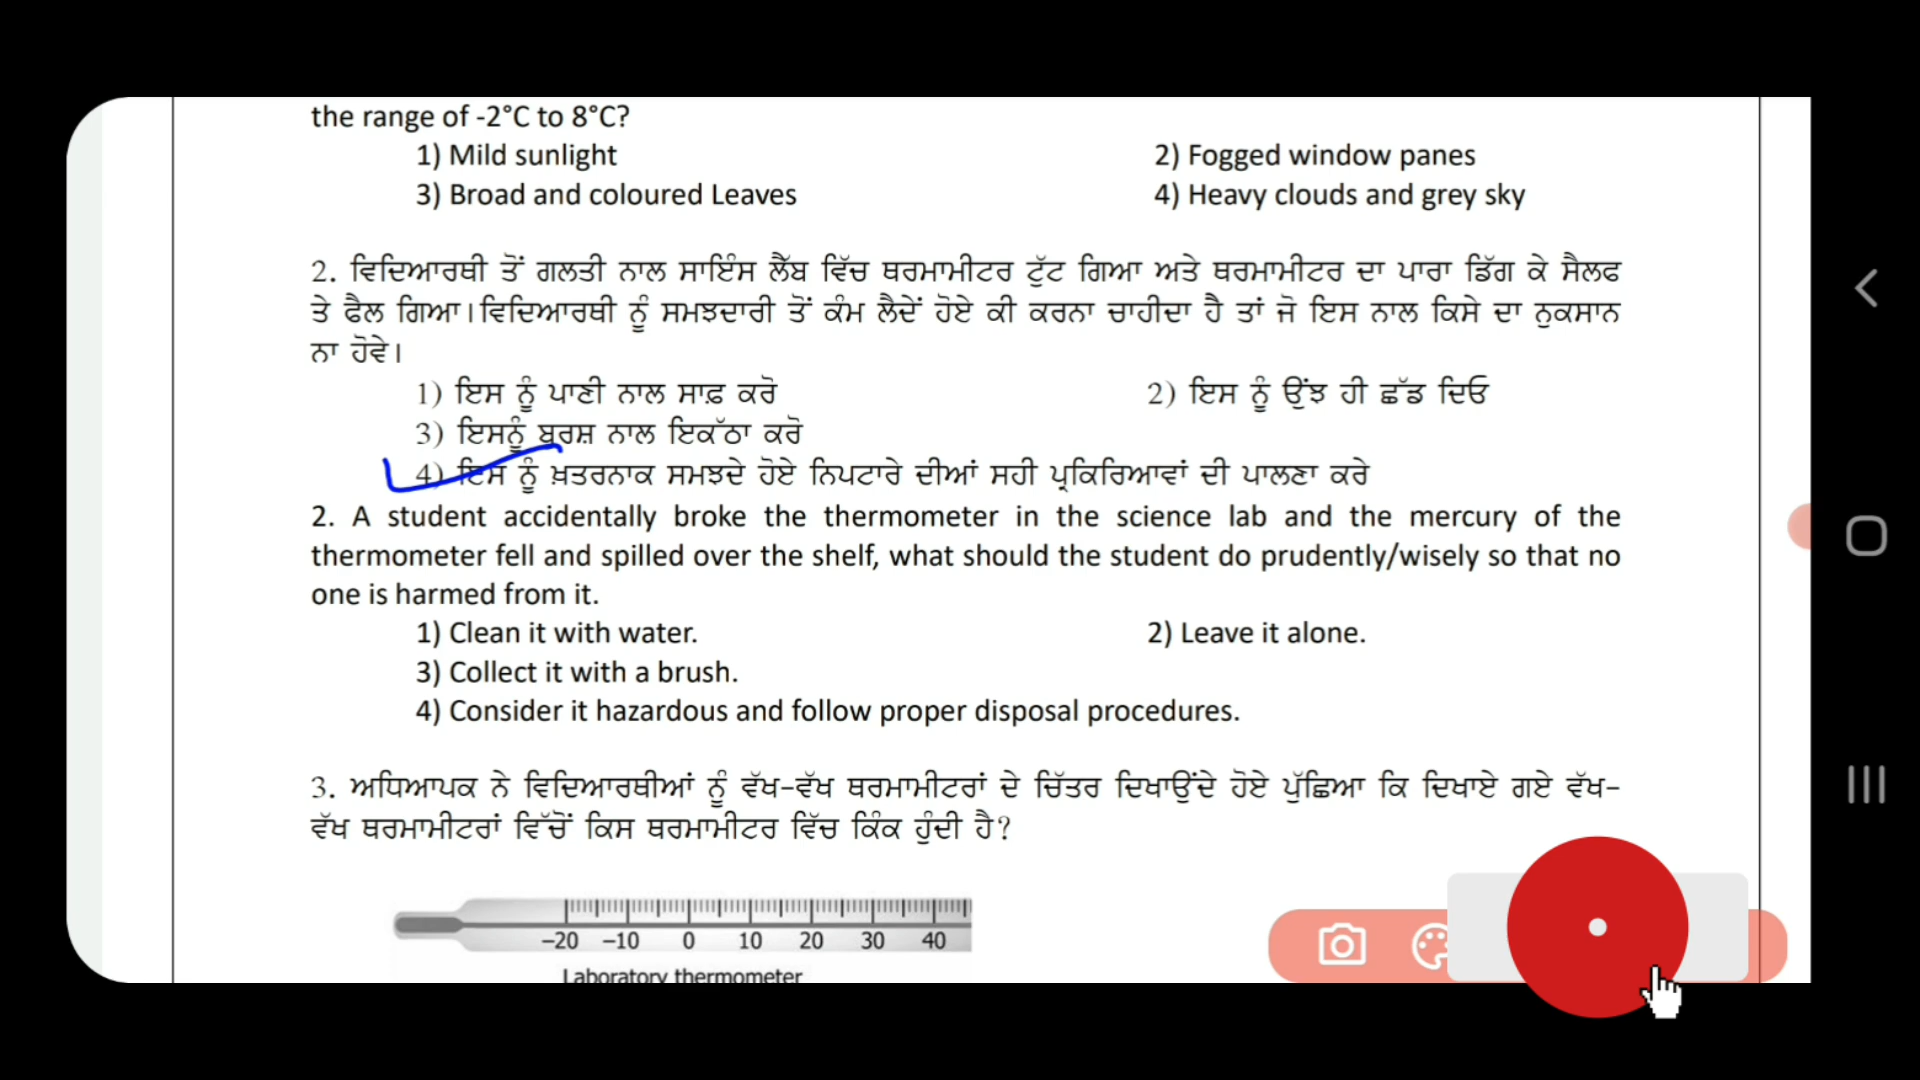 the range of -2°C to 8°C?
1) Mild sunlight 2) Fogged window panes
3) Broad and coloured Leaves 4) Heavy clouds and grey sky
2. ਵਿਦਿਆਰਥੀ ਤੋਂ ਗਲਤੀ ਨਾਲ ਸਾਇੰਸ ਲੈੱਬ ਵਿੱਚ ਥਰਮਾਮੀਟਰ ਟੁੱਟ ਗਿਆ ਅਤੇ ਥਰਮਾਮੀਟਰ ਦਾ ਪਾਰਾ ਡਿੱਗ ਕੇ ਸੈਲਫ
ਤੇ ਫੈਲ ਗਿਆ।ਵਿਦਿਆਰਥੀ ਨੂੰ ਸਮਝਦਾਰੀ ਤੋਂ ਕੰਮ ਲੈਦੇਂ ਹੋਏ ਕੀ ਕਰਨਾ ਚਾਹੀਦਾ ਹੈ ਤਾਂ ਜੋ ਇਸ ਨਾਲ ਕਿਸੇ ਦਾ ਨੁਕਸਾਨ
ਨਾ ਹੋਵੇ।
1) ਇਸ ਨੂੰ ਪਾਣੀ ਨਾਲ ਸਾਫ਼ ਕਰੋ 2) ਇਸ ਨੂੰ ਉਂਝ ਹੀ ਛੱਡ ਦਿਓ
3) ਇਸਨੂੰ ਬੁਰਸ਼ ਨਾਲ ਇਕੱਠਾ ਕਰੋ
4) ਇਸ ਨੂੰ ਖ਼ਤਰਨਾਕ ਸਮਝਦੇ ਹੋਏ ਨਿਪਟਾਰੇ ਦੀਆਂ ਸਹੀ ਪ੍ਰਕਿਰਿਆਵਾਂ ਦੀ ਪਾਲਣਾ ਕਰੇ
2. A student accidentally broke the thermometer in the science lab and the mercury of the
thermometer fell and spilled over the shelf, what should the student do prudently/wisely so that no
one is harmed from it.
1) Clean it with water. 2) Leave it alone.
3) Collect it with a brush.
4) Consider it hazardous and follow proper disposal procedures.
3. ਅਧਿਆਪਕ ਨੇ ਵਿਦਿਆਰਥੀਆਂ ਨੂੰ ਵੱਖ-ਵੱਖ ਥਰਮਾਮੀਟਰਾਂ ਦੇ ਚਿੱਤਰ ਦਿਖਾਉਂਦੇ ਹੋਏ ਪੁੱਛਿਆ ਕਿ ਦਿਖਾਏ ਗਏ ਵੱਖ-
ਵੱਖ ਥਰਮਾਮੀਟਰਾਂ ਵਿੱਚੋਂ ਕਿਸ ਥਰਮਾਮੀਟਰ ਵਿੱਚ ਕਿੰਕ ਹੁੰਦੀ ਹੈ?
–20 –10 0 10 20 30 40
Laboratory thermometer